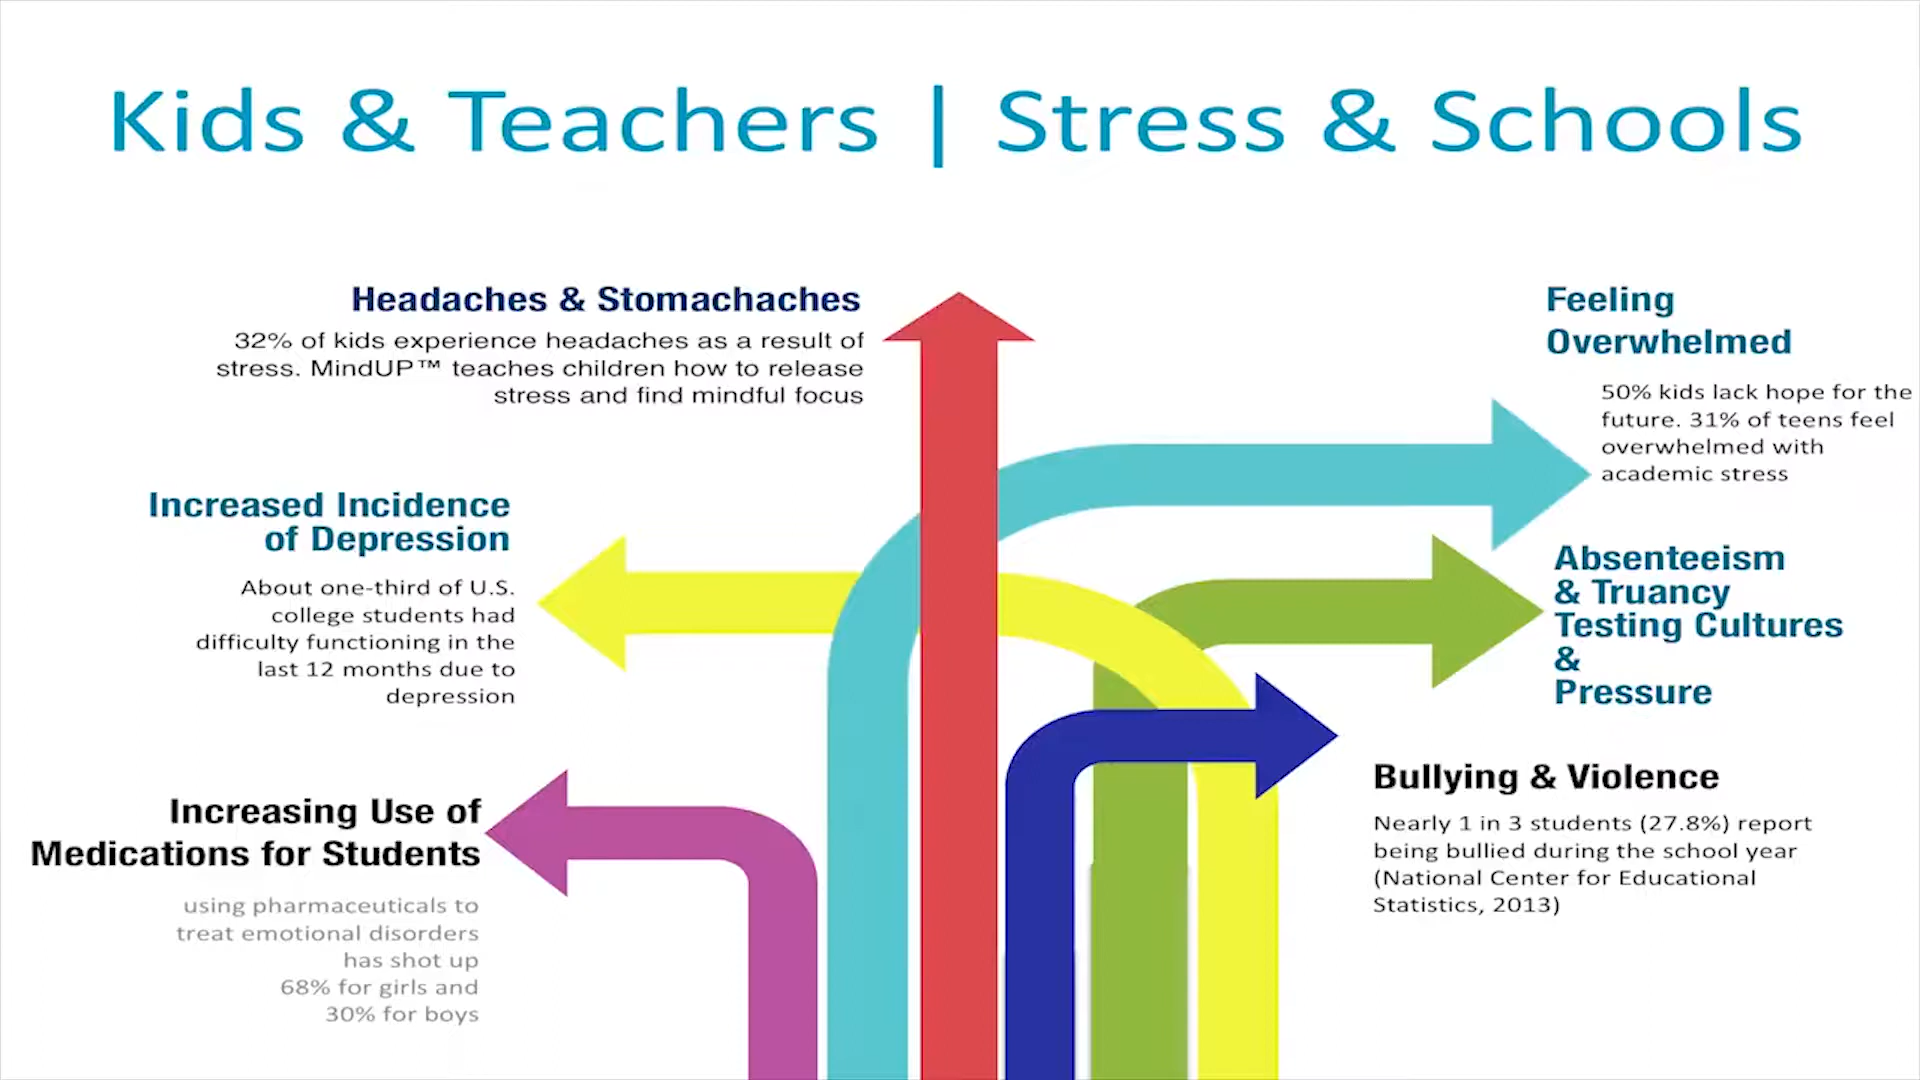 Kids & Teachers | Stress & Schools
Headaches & Stomachaches
32% of kids experience headaches as a result of
stress. MindUP™ teaches children how to release
stress and find mindful focus
Feeling
Overwhelmed
50% kids lack hope for the
future. 31% of teens feel
overwhelmed with
academic stress
Increased Incidence
of Depression
About one-third of U.S.
college students had
difficulty functioning in the
last 12 months due to
depression
Absenteeism
& Truancy
Testing Cultures
&
Pressure
Increasing Use of
Medications for Students
using pharmaceuticals to
treat emotional disorders
has shot up
68% for girls and
30% for boys
Bullying & Violence
Nearly 1 in 3 students (27.8%) report
being bullied during the school year
(National Center for Educational
Statistics, 2013)